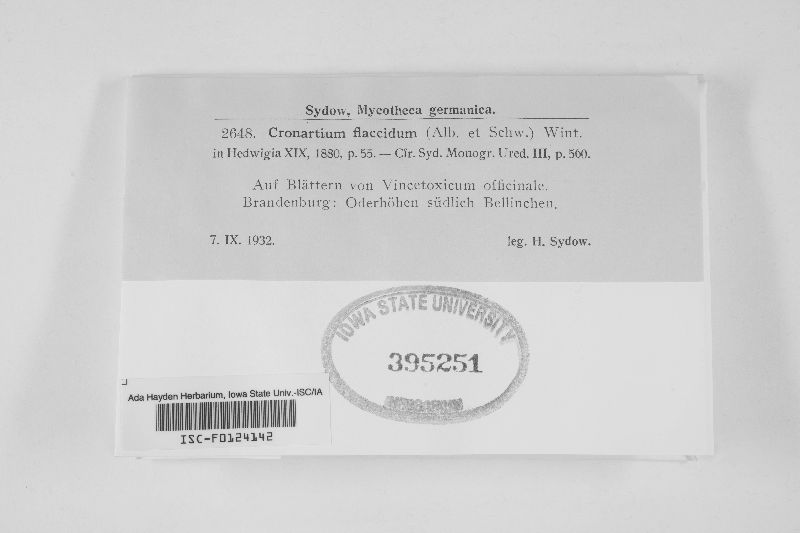 Sydow, Mycotheca germanica.
2648. Cronartium flaccidum (Alb. et Schw.) Wint.
in Hedwigia XIX, 1880, p. 55. — Cfr. Syd. Monogr. Ured. III, p. 560.
Auf Blättern von Vincetoxicum officinale.
Brandenburg: Oderhöhen südlich Bellinchen.
7. IX. 1932. leg. H. Sydow.
IOWA STATE UNIVERSITY
395251
HERBARIUM
Ada Hayden Herbarium, Iowa State Univ.-ISC/IA
ISC-F0124142